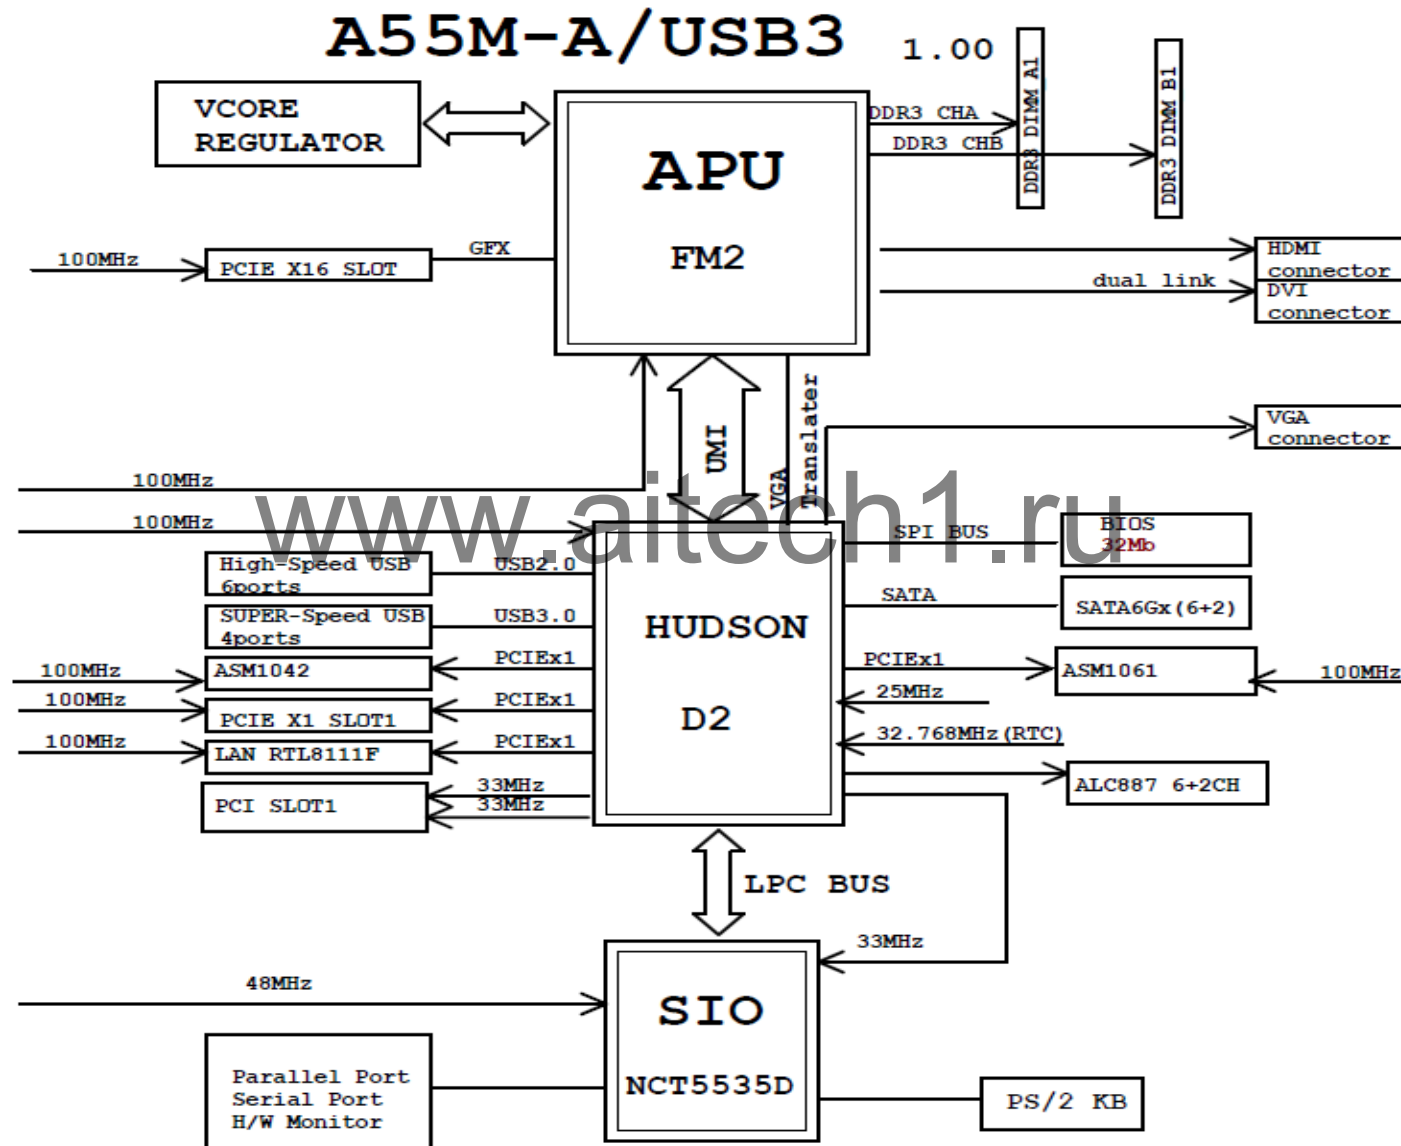 A55M-A/USB3
1.00
VCORE
REGULATOR
APU
FM2
DDR3 CHA
DDR3 CHB
DDR3 DIMM A1
DDR3 DIMM B1
100MHz
PCIE X16 SLOT
GFX
HDMI
connector
dual link
DVI
connector
UMI
VGA
Translater
VGA
connector
100MHz
100MHz
www.aitech1.ru
SPI BUS
BIOS
32Mb
High-Speed USB
6ports
USB2.0
SATA
SATA6Gx(6+2)
SUPER-Speed USB
4ports
USB3.0
HUDSON
D2
100MHz
ASM1042
PCIEx1
PCIEx1
ASM1061
100MHz
100MHz
PCIE X1 SLOT1
PCIEx1
25MHz
100MHz
LAN RTL8111F
PCIEx1
32.768MHz(RTC)
PCI SLOT1
33MHz
33MHz
ALC887 6+2CH
LPC BUS
33MHz
48MHz
SIO
NCT5535D
Parallel Port
Serial Port
H/W Monitor
PS/2 KB